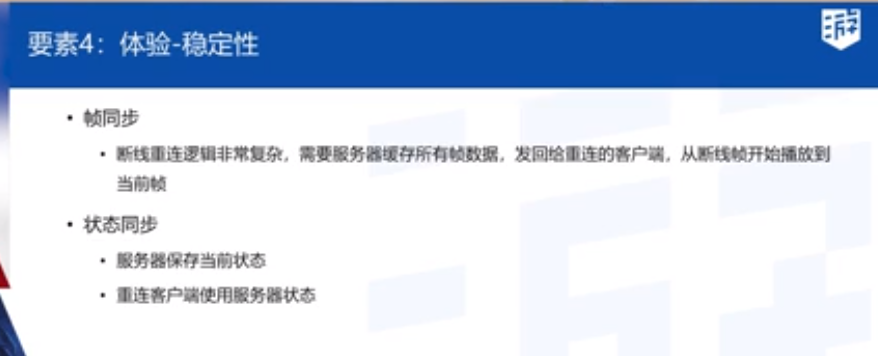 要素4：体验-稳定性
游
• 帧同步
• 断线重连逻辑非常复杂，需要服务器缓存所有帧数据，发回给重连的客户端，从断线帧开始播放到
当前帧
• 状态同步
• 服务器保存当前状态
• 重连客户端使用服务器状态